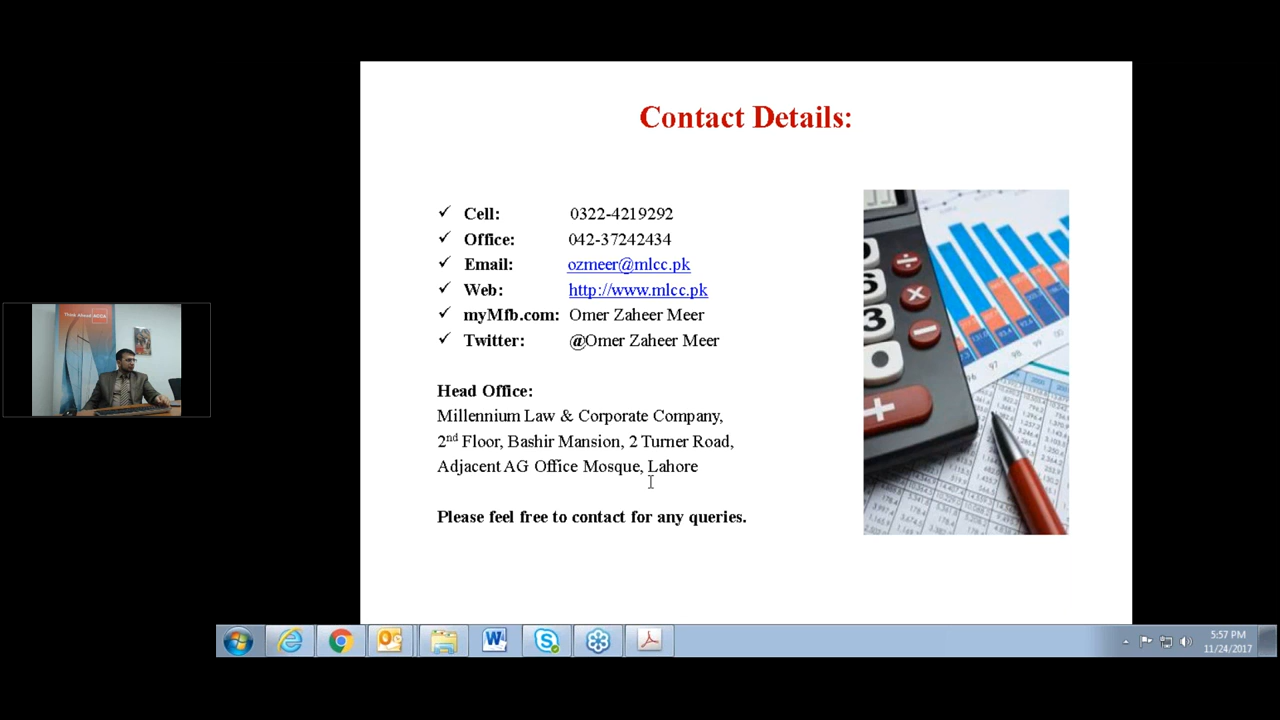 Contact Details:
✓ Cell: 0322-4219292
✓ Office: 042-37242434
✓ Email: ozmeer@mlcc.pk
✓ Web: http://www.mlcc.pk
✓ myMfb.com: Omer Zaheer Meer
✓ Twitter: @Omer Zaheer Meer
Head Office:
Millennium Law & Corporate Company,
2nd Floor, Bashir Mansion, 2 Turner Road,
Adjacent AG Office Mosque, Lahore
Please feel free to contact for any queries.
Think Ahead ACCA
5:57 PM
11/24/2017